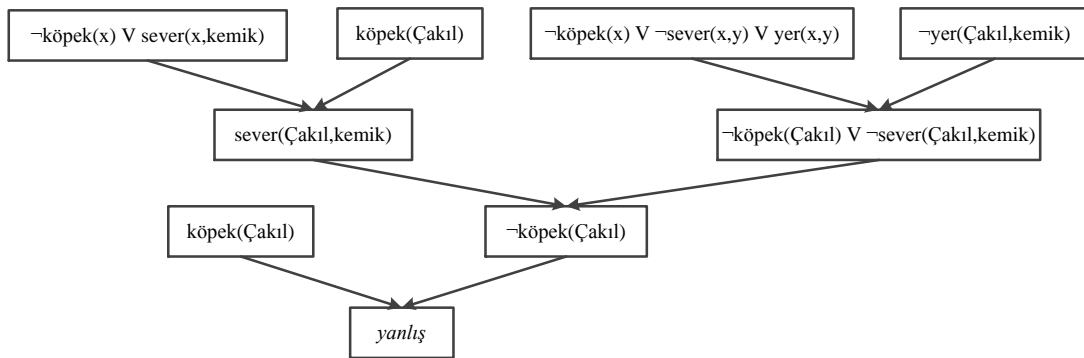 ¬köpek(x) V sever(x,kemik)
köpek(Çakıl)
¬köpek(x) V ¬sever(x,y) V yer(x,y)
¬yer(Çakıl,kemik)
sever(Çakıl,kemik)
¬köpek(Çakıl) V ¬sever(Çakıl,kemik)
köpek(Çakıl)
¬köpek(Çakıl)
yanlış